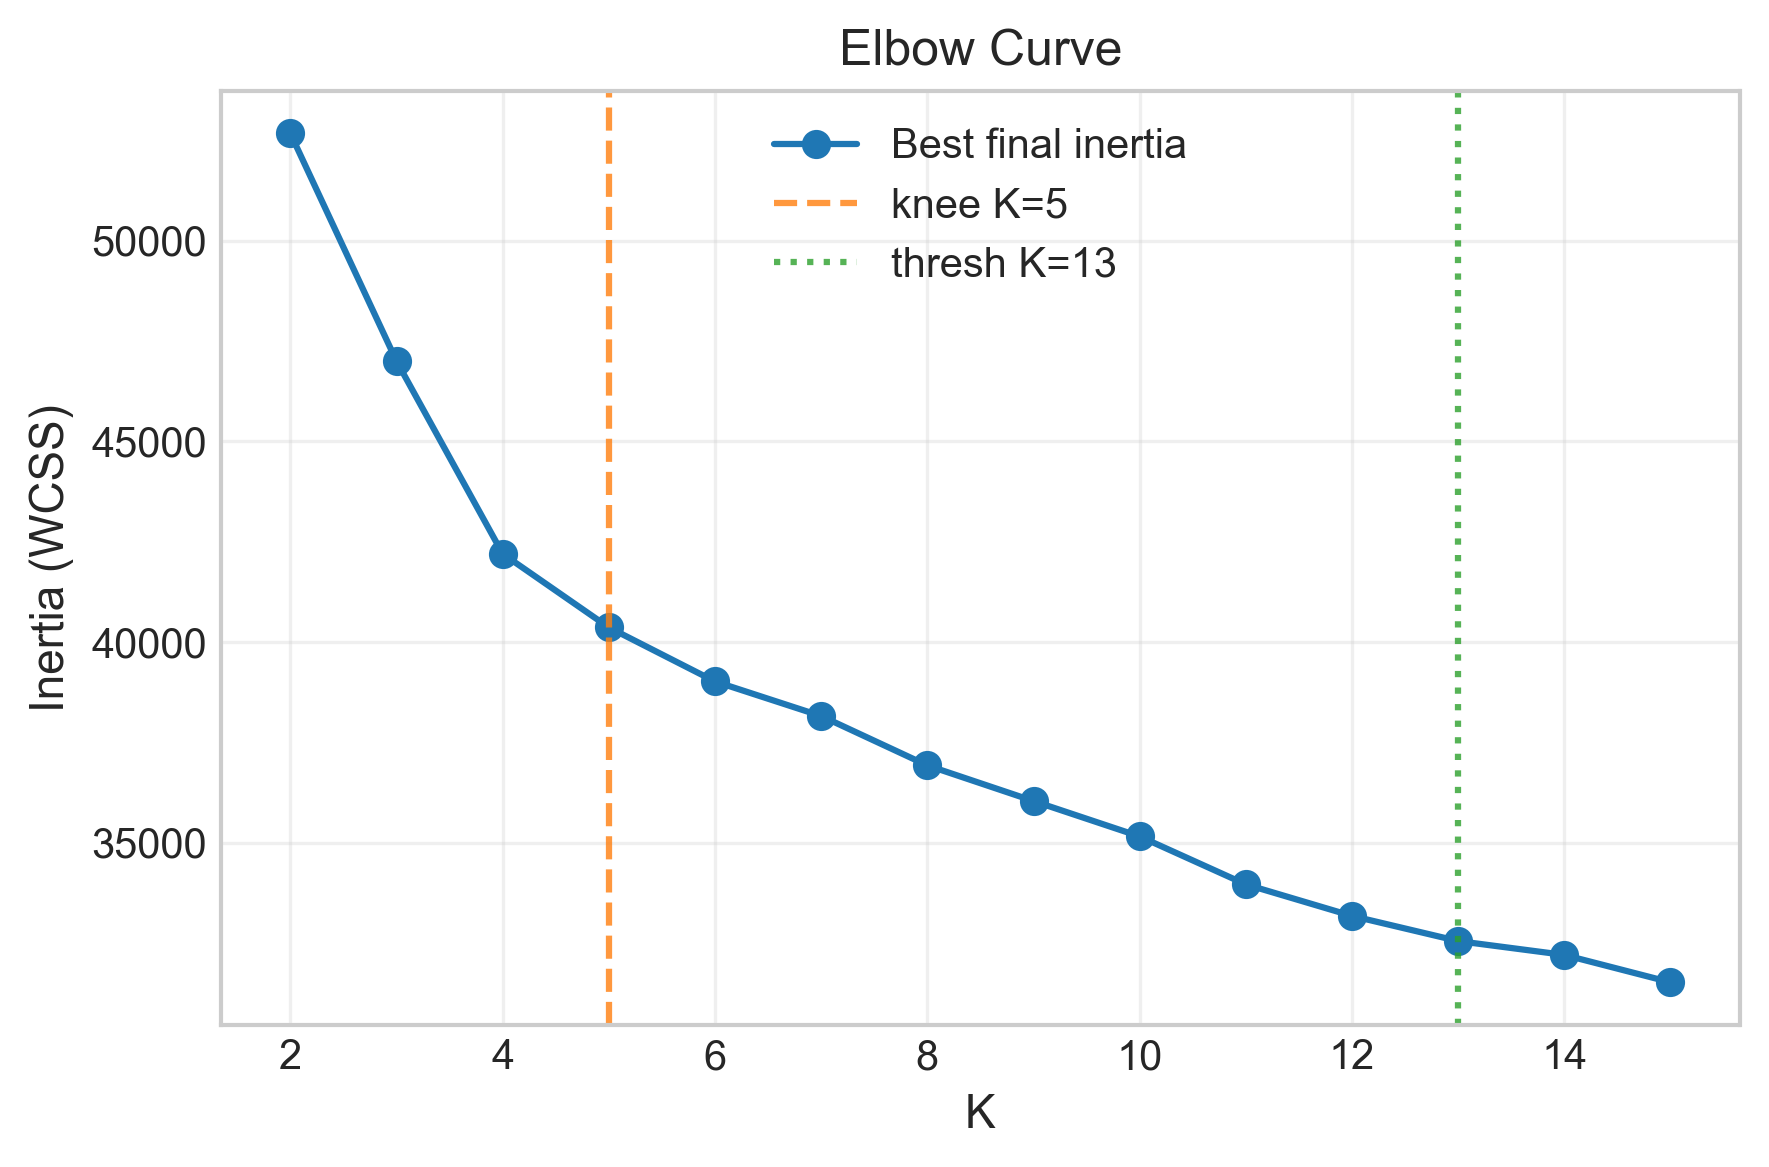 Elbow Curve
Best final inertia
knee K=5
thresh K=13
Inertia (WCSS)
50000
45000
40000
35000
2 4 6 8 10 12 14
K